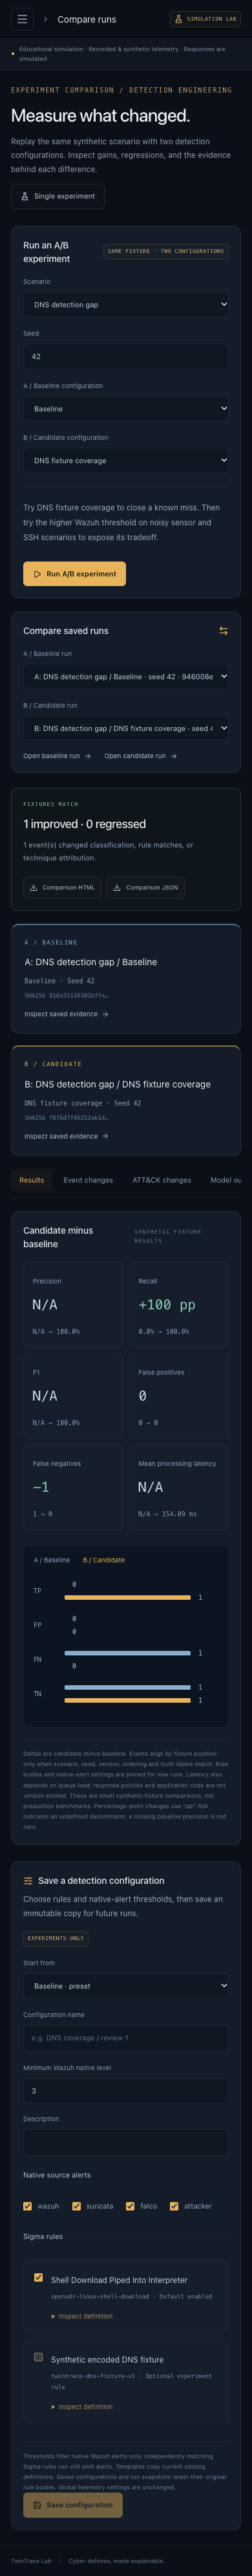 Compare runs
SIMULATION LAB
Educational simulation · Recorded & synthetic telemetry · Responses are
simulated
EXPERIMENT COMPARISON / DETECTION ENGINEERING
Measure what changed.
Replay the same synthetic scenario with two detection
configurations. Inspect gains, regressions, and the evidence
behind each difference.
Single experiment
Run an A/B
experiment
SAME FIXTURE · TWO CONFIGURATIONS
Scenario
DNS detection gap
Seed
42
A / Baseline configuration
Baseline
B / Candidate configuration
DNS fixture coverage
Try DNS fixture coverage to close a known miss. Then
try the higher Wazuh threshold on noisy sensor and
SSH scenarios to expose its tradeoff.
Run A/B experiment
Compare saved runs
A / Baseline run
A: DNS detection gap / Baseline · seed 42 · 946008e
B / Candidate run
B: DNS detection gap / DNS fixture coverage · seed 4
Open baseline run →
Open candidate run →
FIXTURES MATCH
1 improved · 0 regressed
1 event(s) changed classification, rule matches, or
technique attribution.
Comparison HTML
Comparison JSON
A / BASELINE
A: DNS detection gap / Baseline
Baseline · Seed 42
SHA256 916e31136302bffe…
Inspect saved evidence →
B / CANDIDATE
B: DNS detection gap / DNS fixture coverage
DNS fixture coverage · Seed 42
SHA256 f876d7f45252eb14…
Inspect saved evidence →
Results
Event changes
ATT&CK changes
Model ou
Candidate minus
baseline
SYNTHETIC FIXTURE
RESULTS
Precision
N/A
N/A → 100.0%
Recall
+100 pp
0.0% → 100.0%
F1
N/A
N/A → 100.0%
False positives
0
0 → 0
False negatives
−1
1 → 0
Mean processing latency
N/A
N/A → 154.09 ms
A / Baseline
B / Candidate
TP
0
1
FP
0
0
FN
1
0
TN
1
1
Deltas are candidate minus baseline. Events align by fixture position
only when scenario, seed, version, ordering and truth labels match. Rule
bodies and native-alert settings are pinned for new runs. Latency also
depends on queue load; response policies and application code are not
version-pinned. These are small synthetic-fixture comparisons, not
production benchmarks. Percentage-point changes use "pp"; N/A
indicates an undefined denominator; a missing baseline precision is not
zero.
Save a detection configuration
Choose rules and native-alert thresholds, then save an
immutable copy for future runs.
EXPERIMENTS ONLY
Start from
Baseline · preset
Configuration name
e.g. DNS coverage / review 1
Minimum Wazuh native level
3
Description
Native source alerts
wazuh
suricata
falco
attacker
Sigma rules
Shell Download Piped Into Interpreter
openxdr-linux-shell-download · Default enabled
▶ Inspect definition
Synthetic encoded DNS fixture
twintrace-dns-fixture-v1 · Optional experiment
rule
▶ Inspect definition
Thresholds filter native Wazuh alerts only; independently matching
Sigma rules can still emit alerts. Templates copy current catalog
definitions. Saved configurations and run snapshots retain their original
rule bodies. Global telemetry settings are unchanged.
Save configuration
TwinTrace Lab
Cyber defense, made explainable.